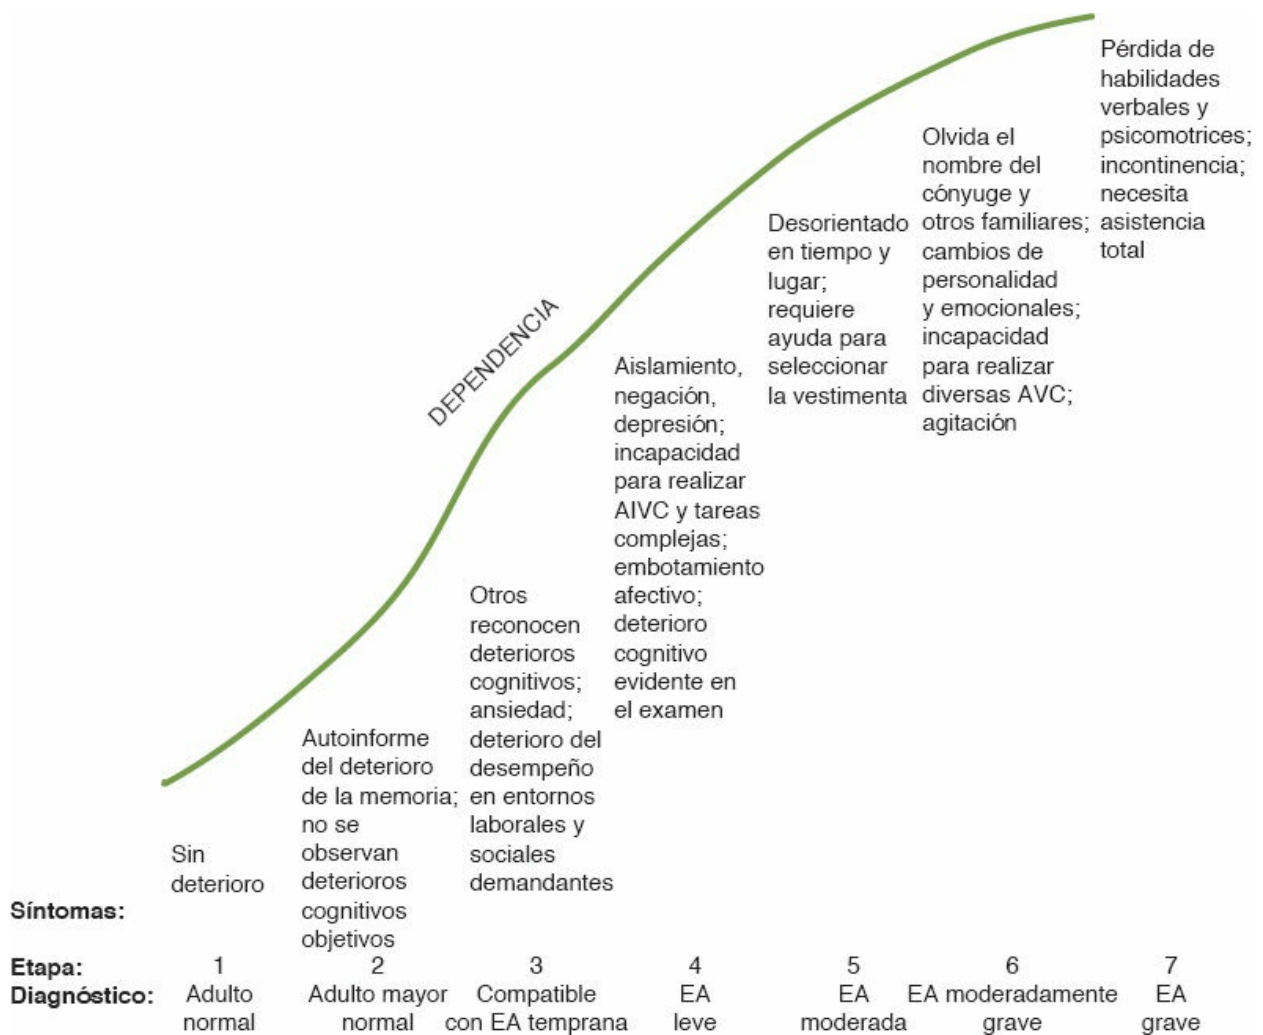 DEPENDENCIA
Síntomas:
Sin
deterioro
Autoinforme
del deterioro
de la memoria;
no se
observan
deterioros
cognitivos
objetivos
Otros
reconocen
deterioros
cognitivos;
ansiedad;
deterioro del
desempeño
en entornos
laborales y
sociales
demandantes
Aislamiento,
negación,
depresión;
incapacidad
para realizar
AIVC y tareas
complejas;
embotamiento
afectivo;
deterioro
cognitivo
evidente en
el examen
Desorientado
en tiempo y
lugar;
requiere
ayuda para
seleccionar
la vestimenta
Olvida el
nombre del
cónyuge y
otros familiares;
cambios de
personalidad
y emocionales;
incapacidad
para realizar
diversas AVC;
agitación
Pérdida de
habilidades
verbales y
psicomotrices;
incontinencia;
necesita
asistencia
total
Etapa: 1 2 3 4 5 6 7
Diagnóstico: Adulto Adulto mayor Compatible EA EA EA moderadamente EA
normal normal con EA temprana leve moderada grave grave